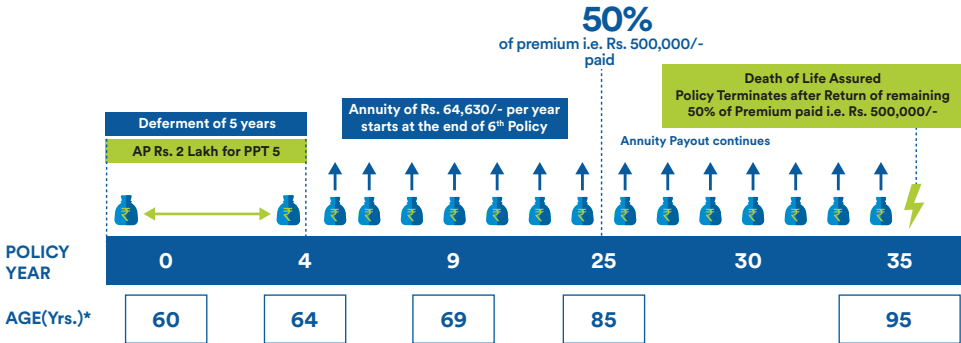 50%
of premium i.e. Rs. 500,000/-
paid
Death of Life Assured
Policy Terminates after Return of remaining
50% of Premium paid i.e. Rs. 500,000/-
Annuity of Rs. 64,630/- per year
starts at the end of 6th Policy
Deferment of 5 years
AP Rs. 2 Lakh for PPT 5
Annuity Payout continues
₹ ₹ ₹ ₹ ₹ ₹ ₹ ₹ ₹ ₹ ₹ ₹ ₹ ₹ ₹ ₹
POLICY
YEAR
0 4 9 25 30 35
AGE(Yrs.)*
60 64 69 85 95